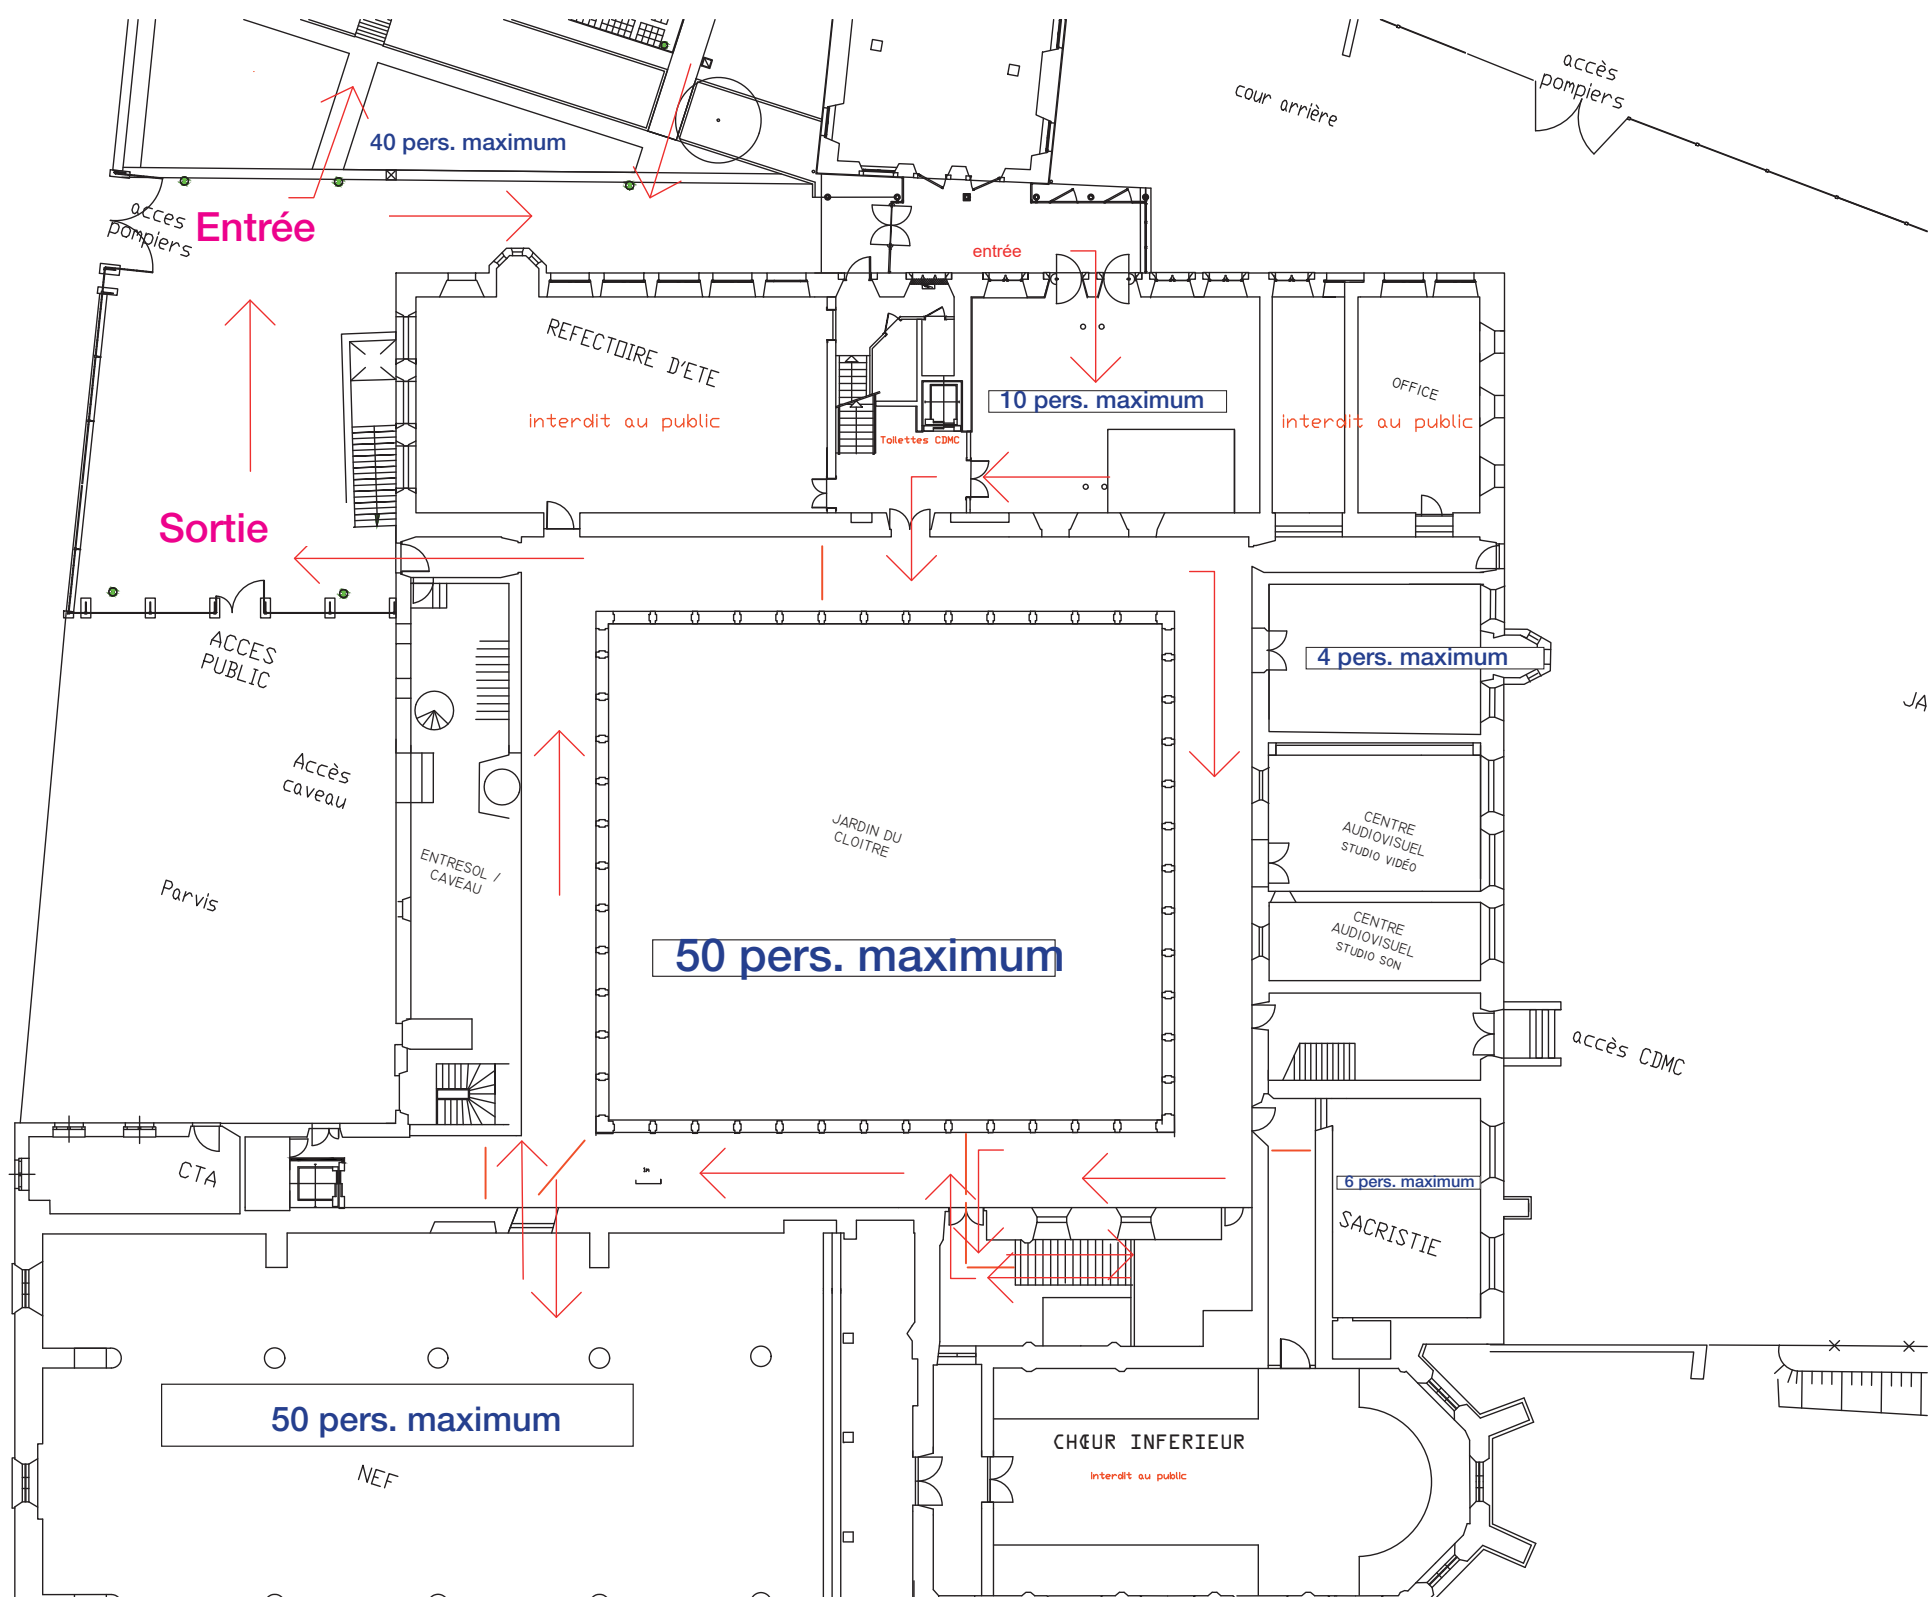 accès
pompiers
cour arrière
40 pers. maximum
acces
pompiers
Entrée
entrée
REFECTOIRE D'ETE
interdit au public
10 pers. maximum
OFFICE
interdit au public
Toilettes CDMC
Sortie
ACCES
PUBLIC
4 pers. maximum
JA
Accès
caveau
JARDIN DU
CLOITRE
CENTRE
AUDIOVISUEL
STUDIO VIDÉO
ENTRESOL /
CAVEAU
Parvis
50 pers. maximum
CENTRE
AUDIOVISUEL
STUDIO SON
accès CDMC
CTA
1m
6 pers. maximum
SACRISTIE
50 pers. maximum
NEF
CHŒUR INFERIEUR
interdit au public